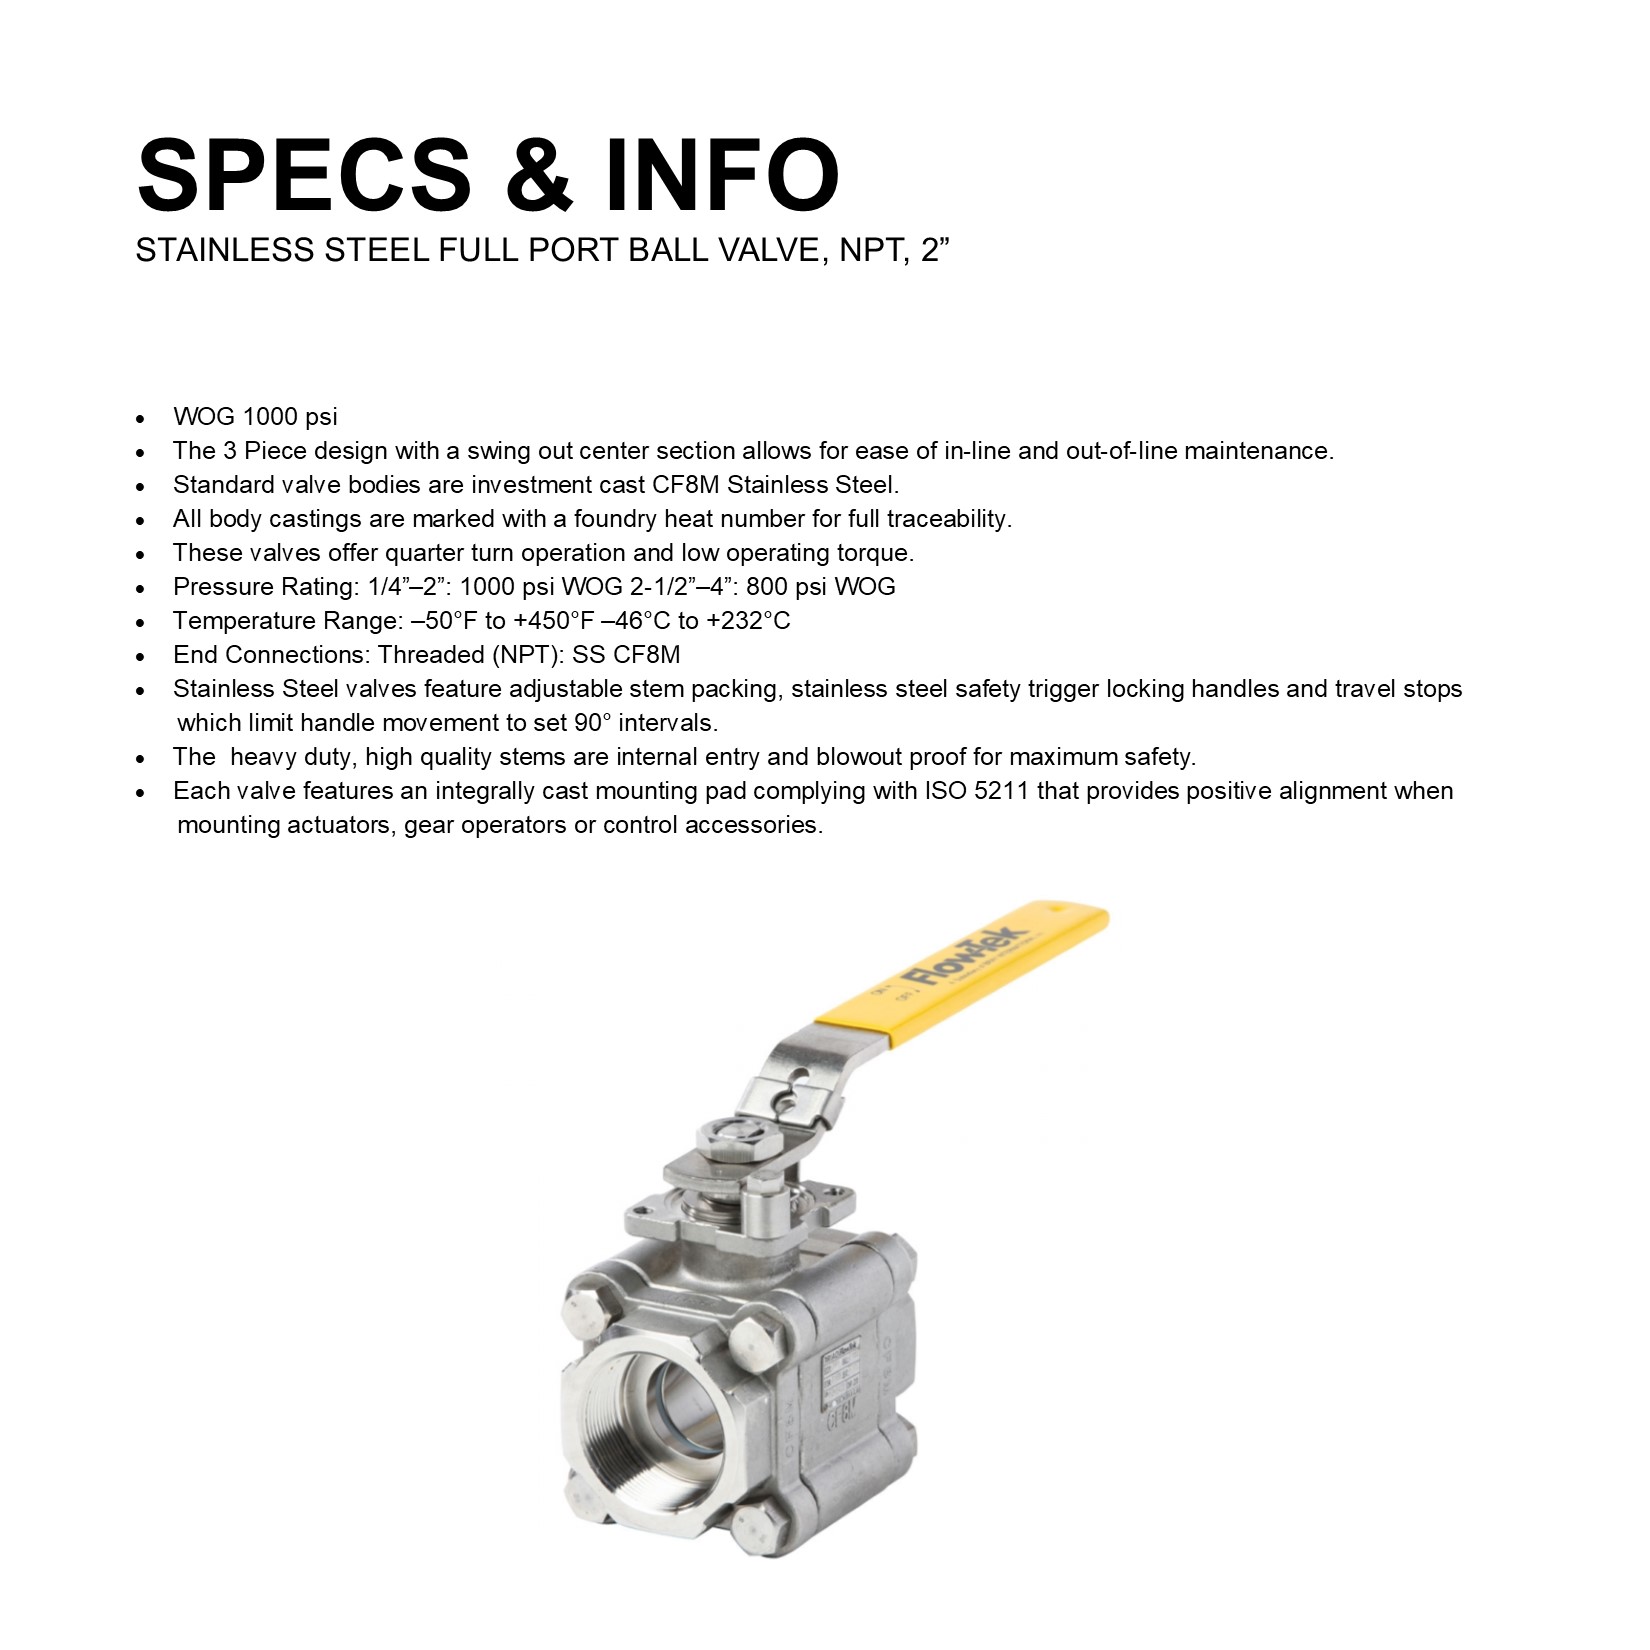 SPECS & INFO
STAINLESS STEEL FULL PORT BALL VALVE, NPT, 2”
• WOG 1000 psi
• The 3 Piece design with a swing out center section allows for ease of in-line and out-of-line maintenance.
• Standard valve bodies are investment cast CF8M Stainless Steel.
• All body castings are marked with a foundry heat number for full traceability.
• These valves offer quarter turn operation and low operating torque.
• Pressure Rating: 1/4”–2”: 1000 psi WOG 2-1/2”–4”: 800 psi WOG
• Temperature Range: –50°F to +450°F –46°C to +232°C
• End Connections: Threaded (NPT): SS CF8M
• Stainless Steel valves feature adjustable stem packing, stainless steel safety trigger locking handles and travel stops
which limit handle movement to set 90° intervals.
• The  heavy duty, high quality stems are internal entry and blowout proof for maximum safety.
• Each valve features an integrally cast mounting pad complying with ISO 5211 that provides positive alignment when
mounting actuators, gear operators or control accessories.
Flow-Tek
ON
OFF
CF8M
CF8M
CF8M